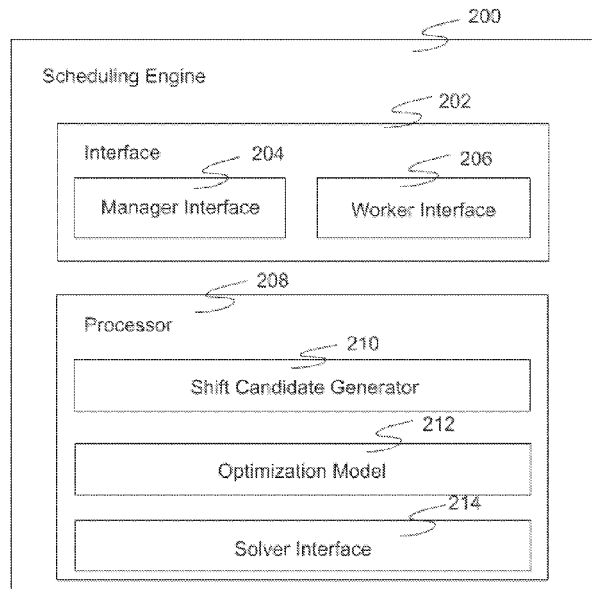 200
Scheduling Engine
202
Interface
204
206
Manager Interface
Worker Interface
208
Processor
210
Shift Candidate Generator
212
Optimization Model
214
Solver Interface